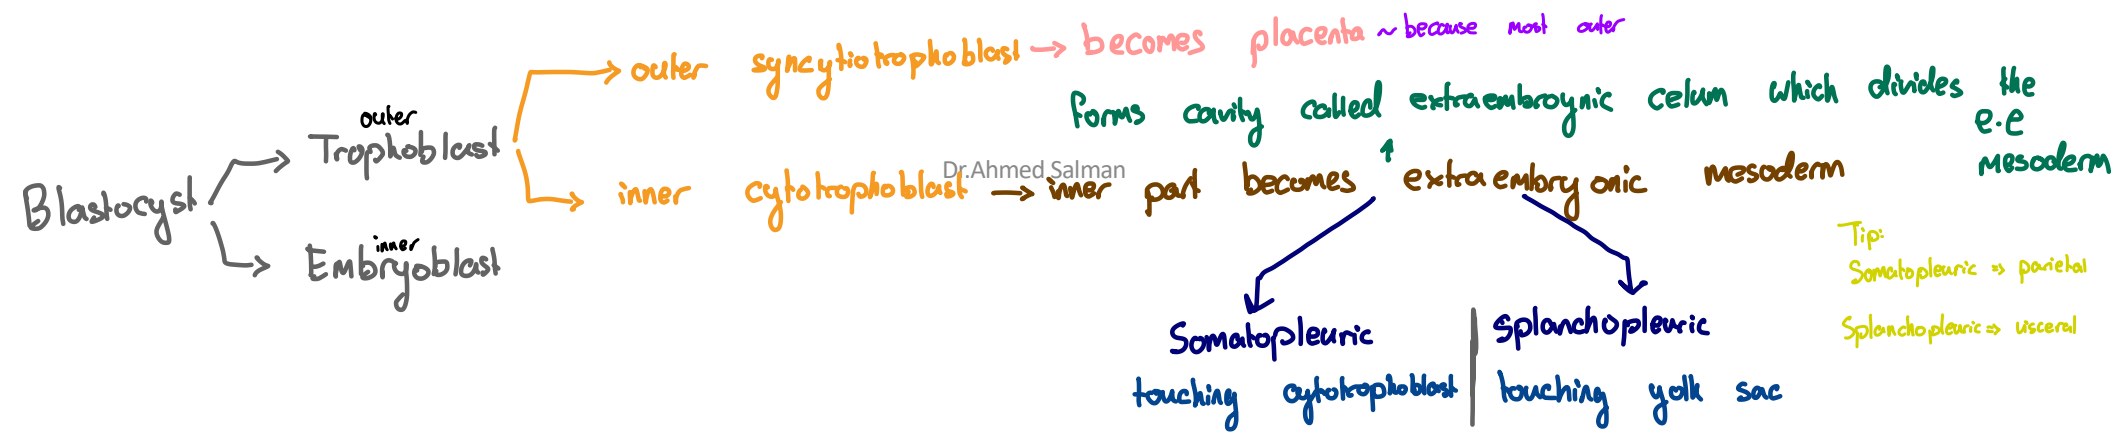 outer syncytiotrophoblast → becomes placenta ~ because most outer
forms cavity called extraembroynic celum which divides the
e.e
mesoderm
outer
Trophoblast
Dr.Ahmed Salman
inner cytotrophoblast → inner part becomes extraembryonic mesoderm
Blastocyst
inner
Embryoblast
Tip:
Somatopleuric => parietal
Splanchopleuric => visceral
Somatopleuric
splanchopleuric
touching cytotrophoblast
touching yolk sac